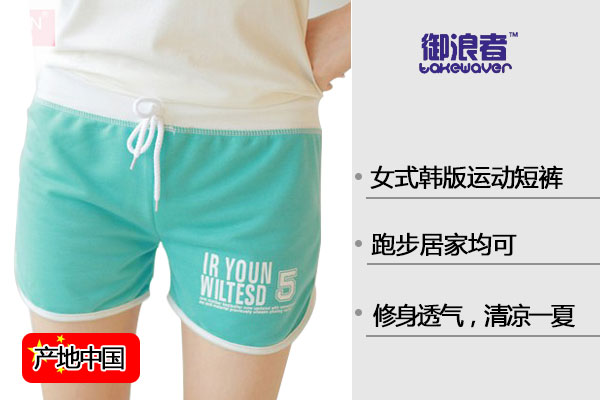 御浪者™
takewaver
女式韩版运动短裤
跑步居家均可
修身透气，清凉一夏
IR YOUN
WILTESD 5
产地中国